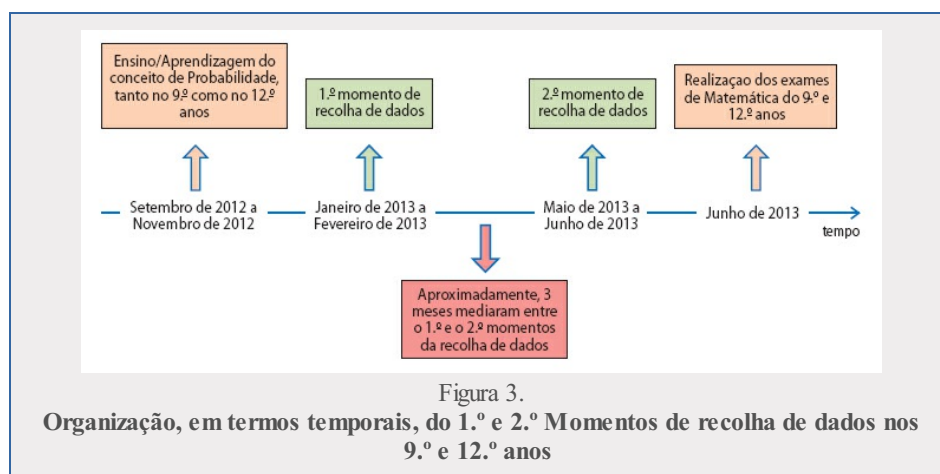 Ensino/Aprendizagem do
conceito de Probabilidade,
tanto no 9.º como no 12.º
anos
1.º momento de
recolha de dados
2.º momento de
recolha de dados
Realizaçao dos exames
de Matemática do 9.º e
12.º anos
Setembro de 2012 a
Novembro de 2012
Janeiro de 2013 a
Fevereiro de 2013
Maio de 2013 a
Junho de 2013
Junho de 2013
tempo
Aproximadamente, 3
meses mediaram entre
o 1.º e o 2.º momentos
da recolha de dados
Figura 3.
Organização, em termos temporais, do 1.º e 2.º Momentos de recolha de dados nos
9.º e 12.º anos